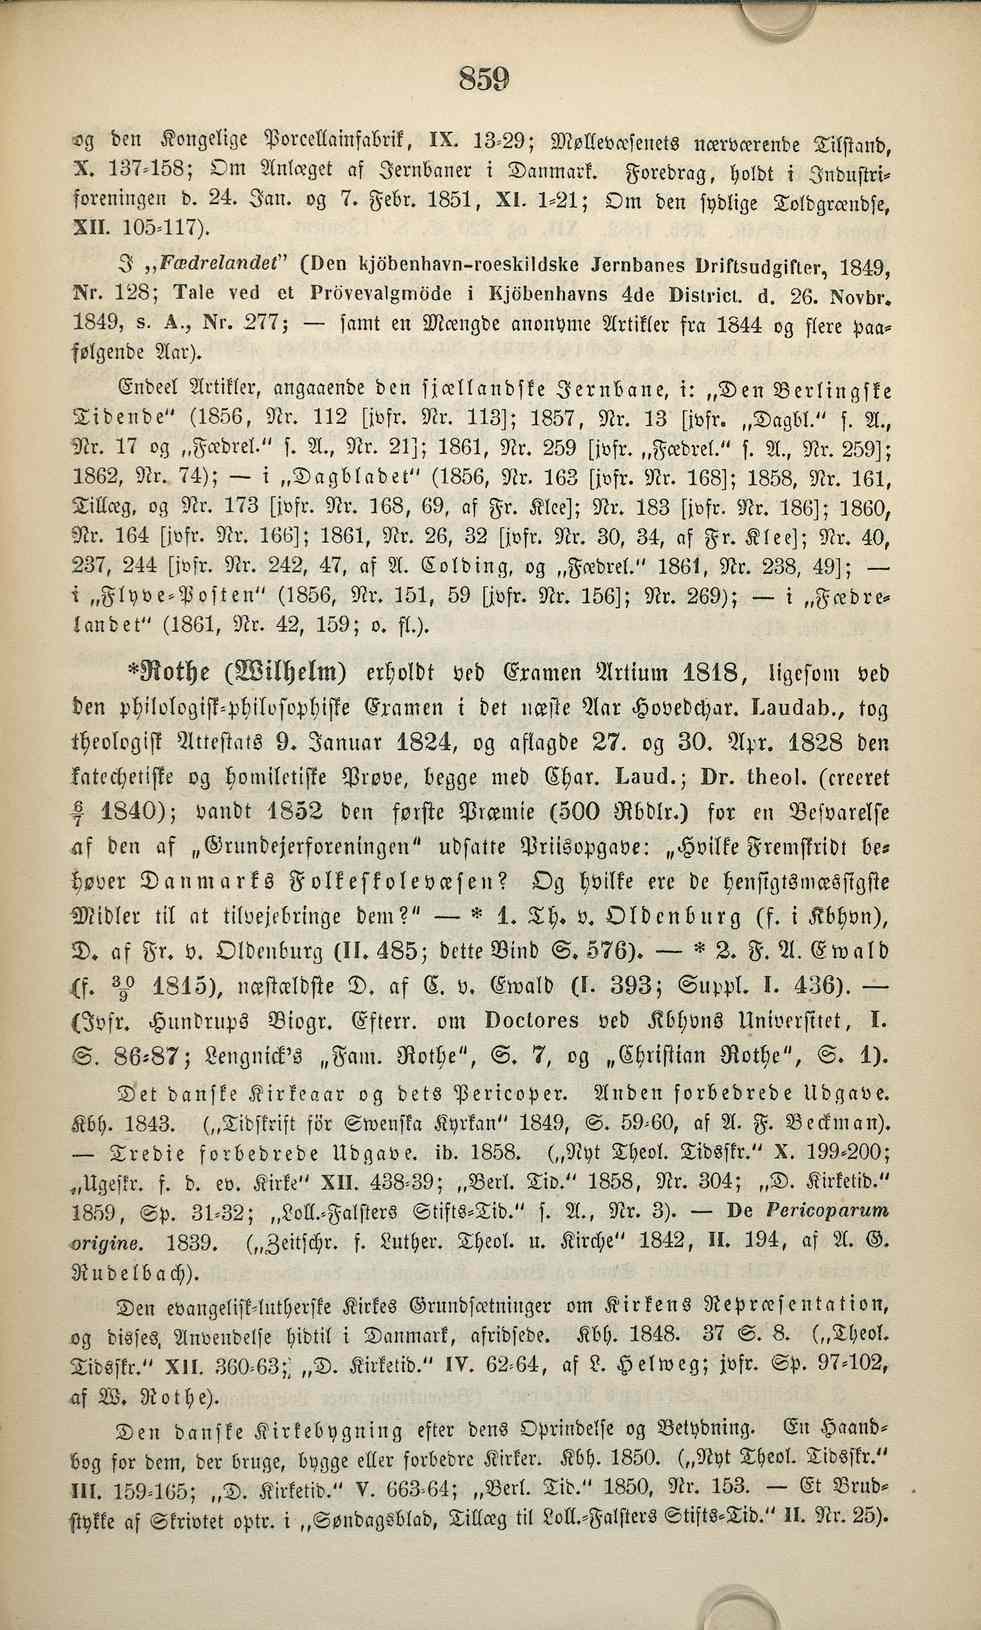 859
og den Kongelige Porcellainfabrik, IX. 13-29; Møllevæsenets nærværende Tilstand,
X. 137-158; Om Anlæget af Jernbaner i Danmark. Foredrag, holdt i Industri-
foreningen d. 24. Jan. og 7. Febr. 1851, XI. 1-21; Om den sydlige Toldgrændse,
XII. 105-117).
I „Fædrelandet" (Den kjöbenhavn-roeskildske Jernbanes Driftsudgifter, 1849,
Nr. 128; Tale ved et Prövevalgmöde i Kjöbenhavns 4de District. d. 26. Novbr.
1849, s. A., Nr. 277; — samt en Mængde anonyme Artikler fra 1844 og flere paa-
følgende Aar).
Endeel Artikler, angaaende den sjællandske Jernbane, i: „Den Berlingske
Tidende" (1856, Nr. 112 [jvfr. Nr. 113]; 1857, Nr. 13 [jvfr. „Dagbl." s. A.,
Nr. 17 og „Fædrel." s. A., Nr. 21]; 1861, Nr. 259 [jvfr. „Fædrel." s. A., Nr. 259];
1862, Nr. 74); — i „Dagbladet" (1856, Nr. 163 [jvfr. Nr. 168]; 1858, Nr. 161,
Tillæg, og Nr. 173 [jvfr. Nr. 168, 69, af Fr. Klee]; Nr. 183 [jvfr. Nr. 186]; 1860,
Nr. 164 [jvfr. Nr. 166]; 1861, Nr. 26, 32 [jvfr. Nr. 30, 34, af Fr. Klee]; Nr. 40,
237, 244 [jvfr. Nr. 242, 47, af A. Colding, og „Fædrel." 1861, Nr. 238, 49]; —
i „Flyve-Posten" (1856, Nr. 151, 59 [jvfr. Nr. 156]; Nr. 269); — i „Fædre-
landet" (1861, Nr. 42, 159; o. fl.).
*Rothe (Wilhelm) erholdt ved Examen Artium 1818, ligesom ved
den philologisk-philosophiske Examen i det næste Aar Hovedchar. Laudab., tog
theologisk Attestats 9. Januar 1824, og aflagde 27. og 30. Apr. 1828 den
katechetiske og homiletiske Prøve, begge med Char. Laud.; Dr. theol. (creeret
6/7 1840); vandt 1852 den første Præmie (500 Rbdlr.) for en Besvarelse
af den af „Grundejerforeningen" udsatte Priisopgave: „Hvilke Fremskridt be-
høver Danmarks Folkeskolevæsen? Og hvilke ere de hensigtsmæssigste
Midler til at tilvejebringe dem?" — * 1. Th. v. Oldenburg (f. i Kbhvn),
D. af Fr. v. Oldenburg (II. 485; dette Bind S. 576). — * 2. F. A. Ewald
(f. 30/9 1815), næstældste D. af C. v. Ewald (I. 393; Suppl. I. 436). —
(Jvfr. Hundrups Biogr. Efterr. om Doctores ved Kbhvns Universitet, I.
S. 86-87; Lengnick's „Fam. Rothe", S. 7, og „Christian Rothe", S. 1).
Det danske Kirkeaar og dets Pericoper. Anden forbedrede Udgave.
Kbh. 1843. („Tidskrift för Swenska Kyrkan" 1849, S. 59-60, af A. F. Beckman).
— Tredie forbedrede Udgave. ib. 1858. („Nyt Theol. Tidsskr." X. 199-200;
„Ugeskr. f. d. ev. Kirke" XII. 438-39; „Berl. Tid." 1858, Nr. 304; „D. Kirketid."
1859, Sp. 31-32; „Loll.-Falsters Stifts-Tid." s. A., Nr. 3). — De Pericoparum
origine. 1839. („Zeitschr. f. Luther. Theol. u. Kirche" 1842, II. 194, af A. G.
Rudelbach).
Den evangelisk-lutherske Kirkes Grundsætninger om Kirkens Repræsentation,
og disses, Anvendelse hidtil i Danmark, afridsede. Kbh. 1848. 37 S. 8. („Theol.
Tidsskr." XII. 360-63; „D. Kirketid." IV. 62-64, af L. Helweg; jvfr. Sp. 97-102,
af W. Rothe).
Den danske Kirkebygning efter dens Oprindelse og Betydning. En Haand-
bog for dem, der bruge, bygge eller forbedre Kirker. Kbh. 1850. („Nyt Theol. Tidsskr."
III. 159-165; „D. Kirketid." V. 663-64; „Berl. Tid." 1850, Nr. 153. — Et Brud-
stykke af Skrivtet optr. i „Søndagsblad, Tillæg til Loll.-Falsters Stifts-Tid." II. Nr. 25).